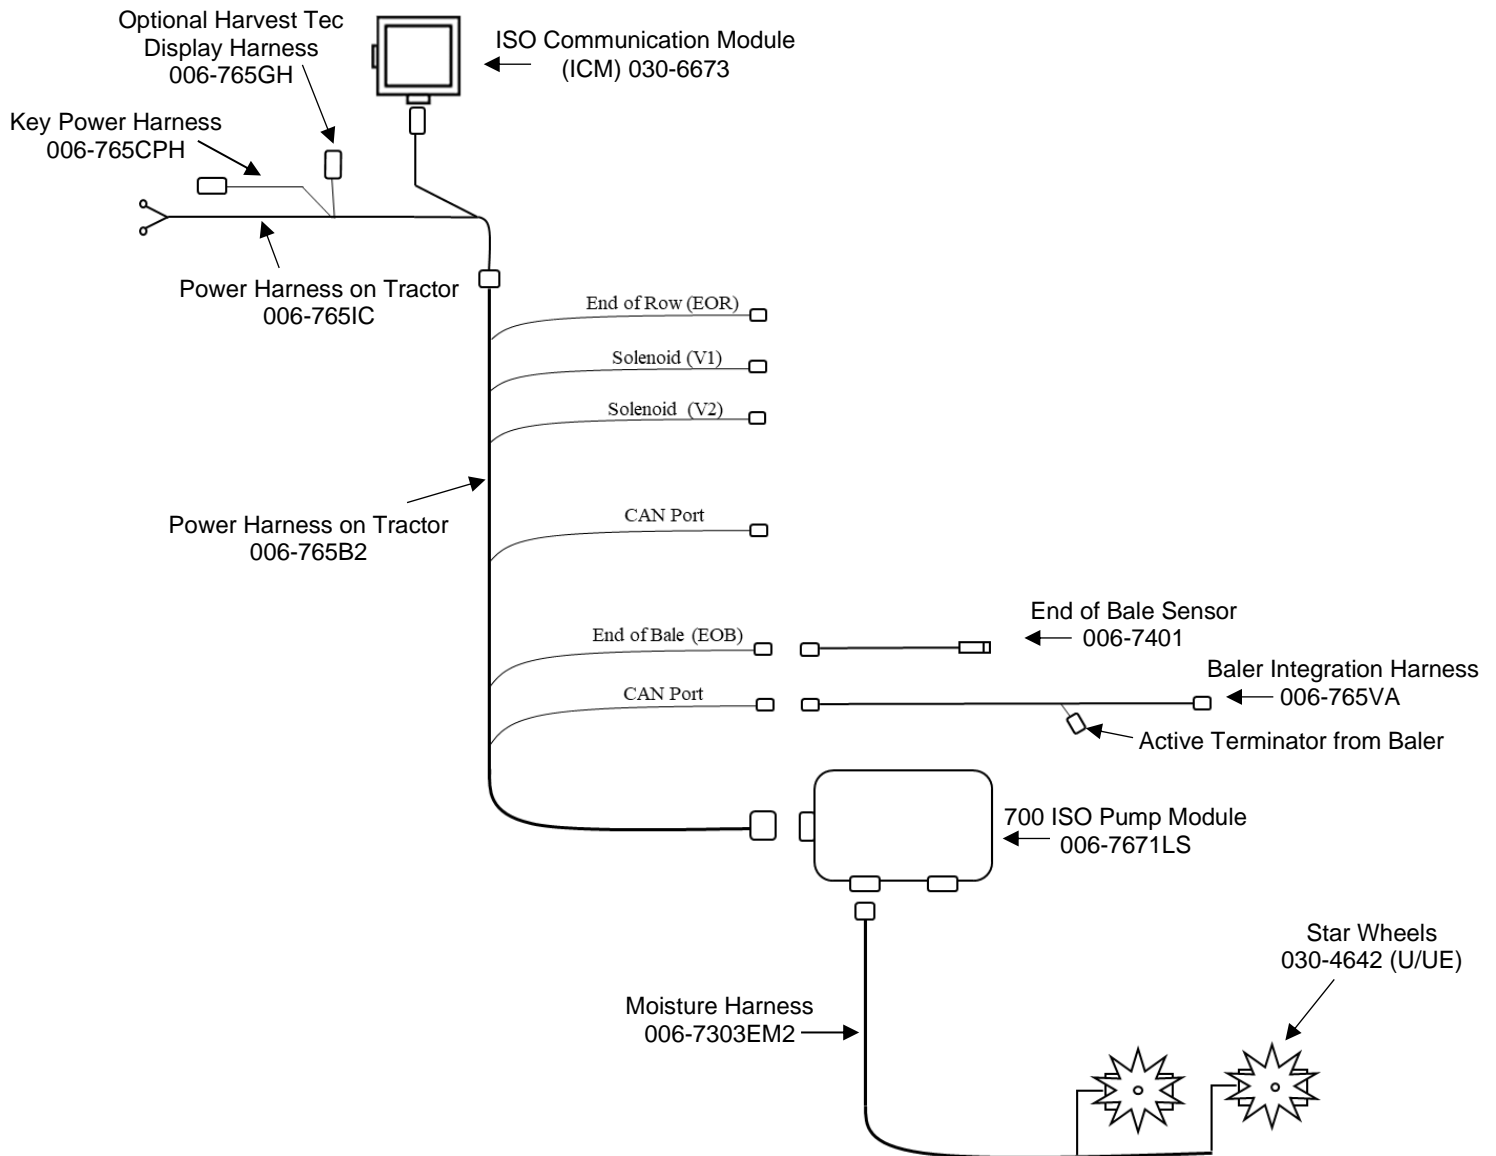 Optional Harvest Tec
Display Harness
006-765GH
ISO Communication Module
(ICM) 030-6673
Key Power Harness
006-765CPH
Power Harness on Tractor
006-765IC
End of Row (EOR)
Solenoid (V1)
Solenoid (V2)
Power Harness on Tractor
006-765B2
CAN Port
End of Bale (EOB)
End of Bale Sensor
006-7401
CAN Port
Baler Integration Harness
006-765VA
Active Terminator from Baler
700 ISO Pump Module
006-7671LS
Star Wheels
030-4642 (U/UE)
Moisture Harness
006-7303EM2